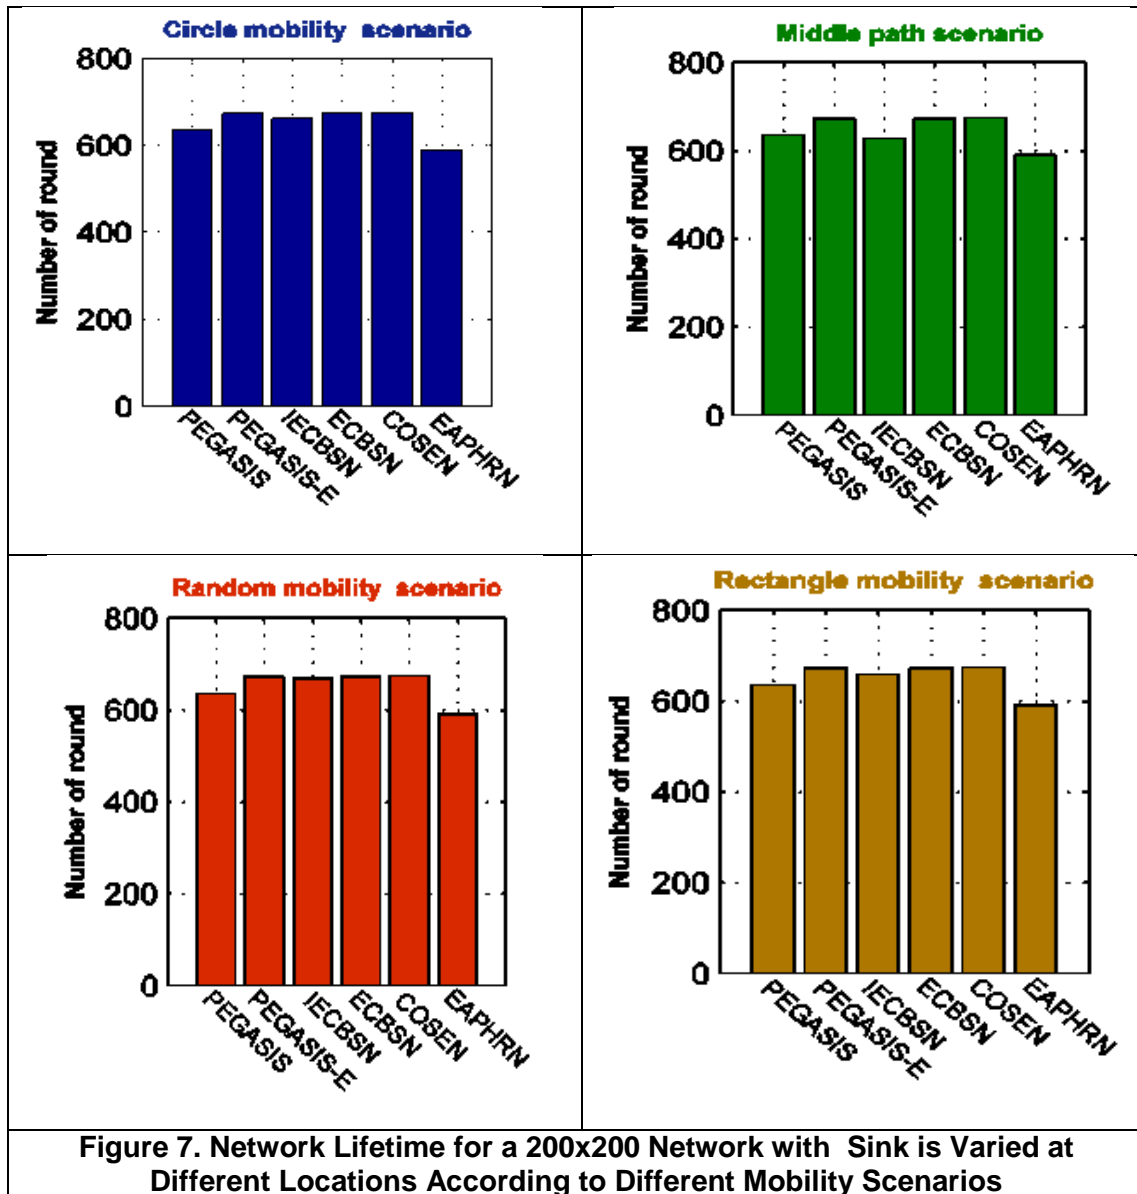 Circle mobility scenario
800
600
400
200
0
Number of round
PEGASIS
PEGASIS-E
IECBSN
ECBSN
COSEN
EAPHRN
Middle path scenario
800
600
400
200
0
Number of round
PEGASIS
PEGASIS-E
IECBSN
ECBSN
COSEN
EAPHRN
Random mobility scenario
800
600
400
200
0
Number of round
PEGASIS
PEGASIS-E
IECBSN
ECBSN
COSEN
EAPHRN
Rectangle mobility scenario
800
600
400
200
0
Number of round
PEGASIS
PEGASIS-E
IECBSN
ECBSN
COSEN
EAPHRN
Figure 7. Network Lifetime for a 200x200 Network with Sink is Varied at
Different Locations According to Different Mobility Scenarios